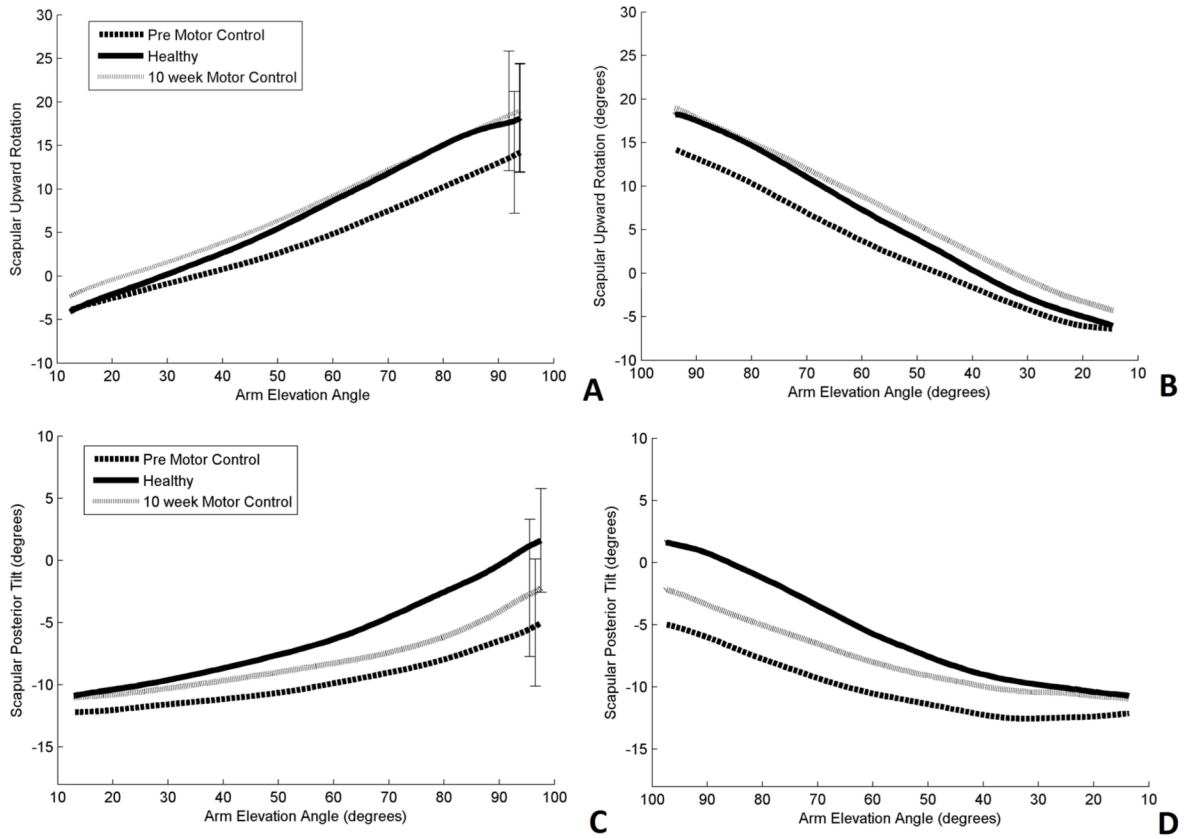 30
25
20
15
10
5
0
-5
-10
Scapular Upward Rotation
Pre Motor Control
Healthy
10 week Motor Control
10 20 30 40 50 60 70 80 90 100
Arm Elevation Angle
A
30
25
20
15
10
5
0
-5
-10
Scapular Upward Rotation (degrees)
100 90 80 70 60 50 40 30 20 10
Arm Elevation Angle (degrees)
B
10
5
0
-5
-10
-15
Scapular Posterior Tilt (degrees)
Pre Motor Control
Healthy
10 week Motor Control
10 20 30 40 50 60 70 80 90 100
Arm Elevation Angle (degrees)
C
10
5
0
-5
-10
-15
Scapular Posterior Tilt (degrees)
100 90 80 70 60 50 40 30 20 10
Arm Elevation Angle (degrees)
D